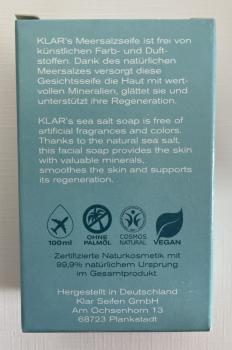 KLAR's Meersalzseife ist frei von
künstlichen Farb- und Duft-
stoffen. Dank des natürlichen
Meersalzes versorgt diese
Gesichtsseife die Haut mit wert-
vollen Mineralien, glättet sie und
unterstützt ihre Regeneration.
KLAR's sea salt soap is free of
artificial fragrances and colors.
Thanks to the natural sea salt,
this facial soap provides the skin
with valuable minerals,
smoothes the skin and supports
its regeneration.
100ml
OHNE
PALMÖL
COSMOS
NATURAL
VEGAN
Zertifizierte Naturkosmetik mit
99,9% natürlichem Ursprung
im Gesamtprodukt
Hergestellt in Deutschland
Klar Seifen GmbH
Am Ochsenhorn 13
68723 Plankstadt